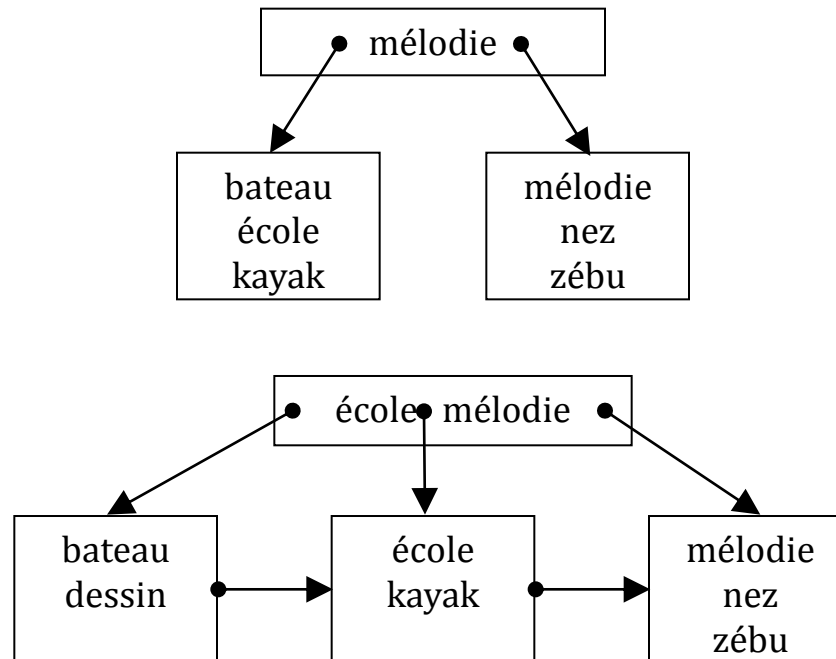 mélodie
bateau
école
kayak
mélodie
nez
zébu
école mélodie
bateau
dessin
école
kayak
mélodie
nez
zébu